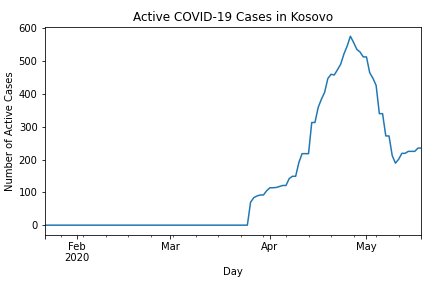 Active COVID-19 Cases in Kosovo
Number of Active Cases
600
500
400
300
200
100
0
Feb
2020
Mar
Apr
May
Day